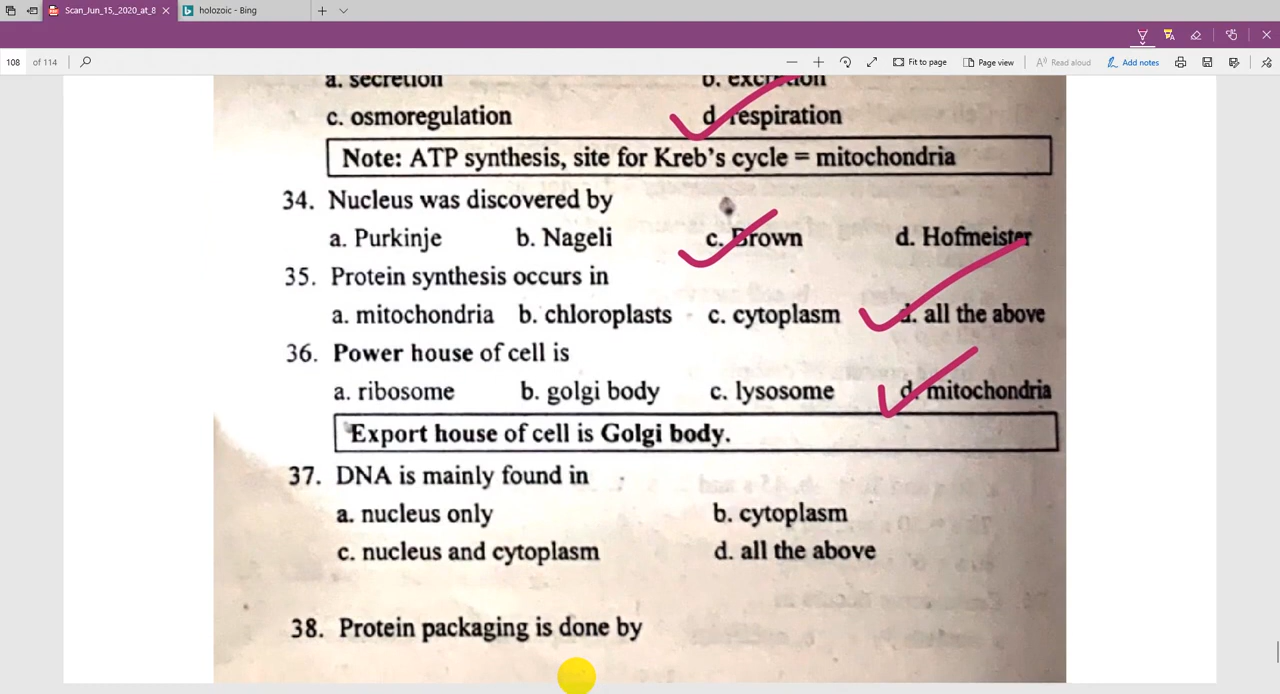 Scan_Jun_15,_2020_at_8
holozoic - Bing
108 of 114
Fit to page
Page view
Read aloud
Add notes
a. secretion b. excretion
c. osmoregulation d. respiration
Note: ATP synthesis, site for Kreb's cycle = mitochondria
34. Nucleus was discovered by
a. Purkinje b. Nageli c. Brown d. Hofmeister
35. Protein synthesis occurs in
a. mitochondria b. chloroplasts c. cytoplasm d. all the above
36. Power house of cell is
a. ribosome b. golgi body c. lysosome d. mitochondria
Export house of cell is Golgi body.
37. DNA is mainly found in
a. nucleus only b. cytoplasm
c. nucleus and cytoplasm d. all the above
38. Protein packaging is done by